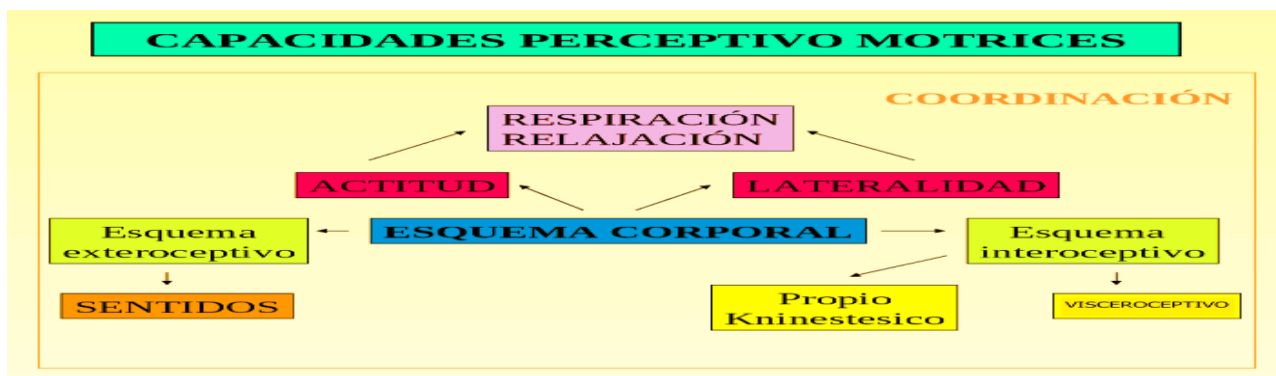 CAPACIDADES PERCEPTIVO MOTRICES
COORDINACIÓN
RESPIRACIÓN
RELAJACIÓN
ACTITUD
LATERALIDAD
Esquema
exteroceptivo
ESQUEMA CORPORAL
Esquema
interoceptivo
SENTIDOS
Propio
Kninestesico
VISCEROCEPTIVO